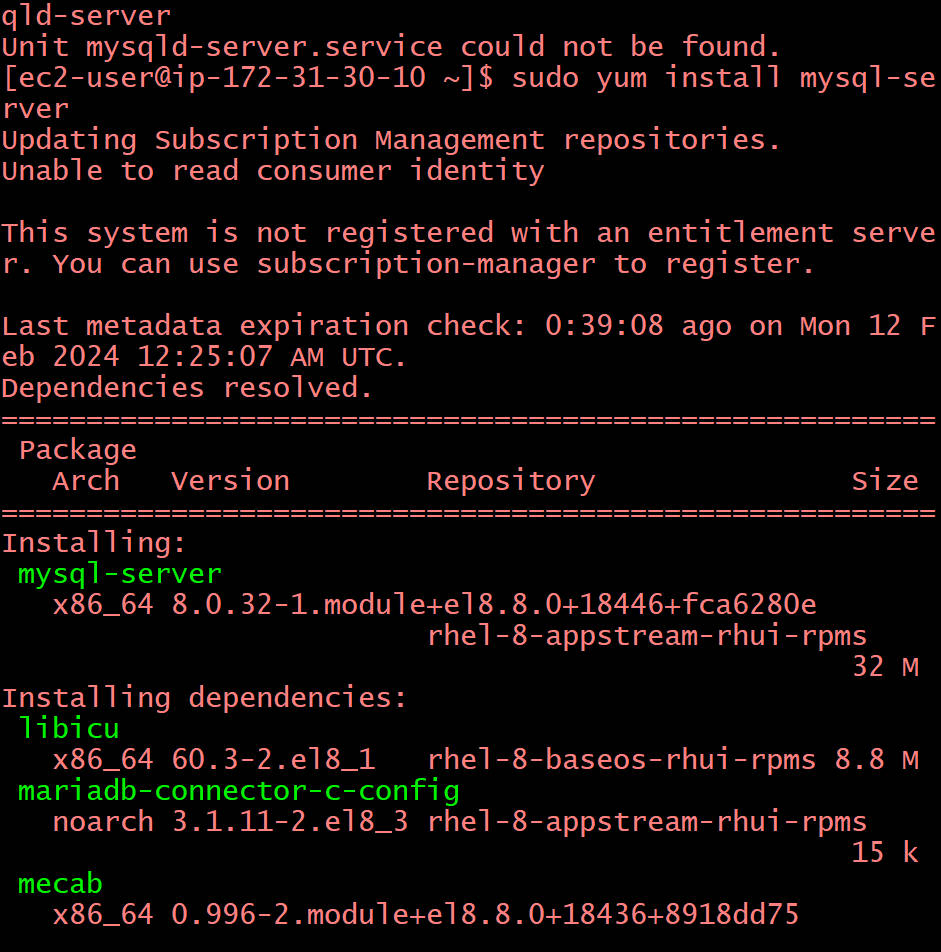 qld-server
Unit mysqld-server.service could not be found.
[ec2-user@ip-172-31-30-10 ~]$ sudo yum install mysql-se
rver
Updating Subscription Management repositories.
Unable to read consumer identity

This system is not registered with an entitlement serve
r. You can use subscription-manager to register.

Last metadata expiration check: 0:39:08 ago on Mon 12 F
eb 2024 12:25:07 AM UTC.
Dependencies resolved.
=======================================================
 Package
   Arch   Version        Repository               Size
=======================================================
Installing:
 mysql-server
   x86_64 8.0.32-1.module+el8.8.0+18446+fca6280e
                         rhel-8-appstream-rhui-rpms
                                                  32 M
Installing dependencies:
 libicu
   x86_64 60.3-2.el8_1   rhel-8-baseos-rhui-rpms 8.8 M
 mariadb-connector-c-config
   noarch 3.1.11-2.el8_3 rhel-8-appstream-rhui-rpms
                                                  15 k
 mecab
   x86_64 0.996-2.module+el8.8.0+18436+8918dd75